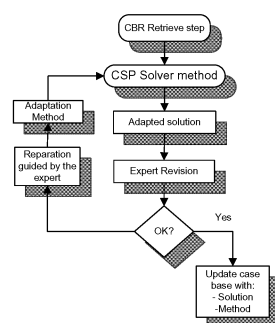 CBR Retrieve step
CSP Solver method
Adaptation
Method
Adapted solution
Reparation
guided by the
expert
Expert Revision
OK?
Yes
Update case
base with:
- Solution
-Method